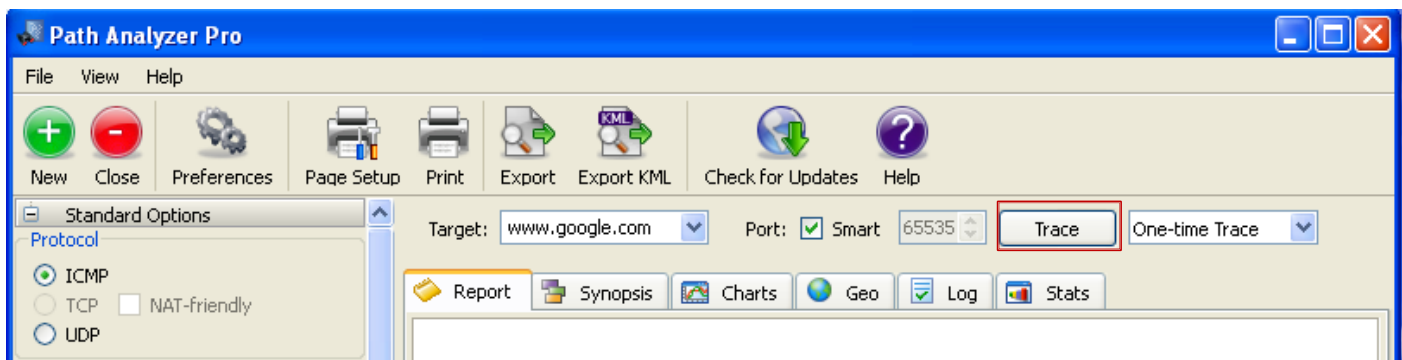 Path Analyzer Pro
File View Help
KML
New Close Preferences Page Setup Print Export Export KML Check for Updates Help
Standard Options
Target: www.google.com Port: Smart 65535 Trace One-time Trace
Protocol
ICMP
Report Synopsis Charts Geo Log Stats
TCP NAT-friendly
UDP